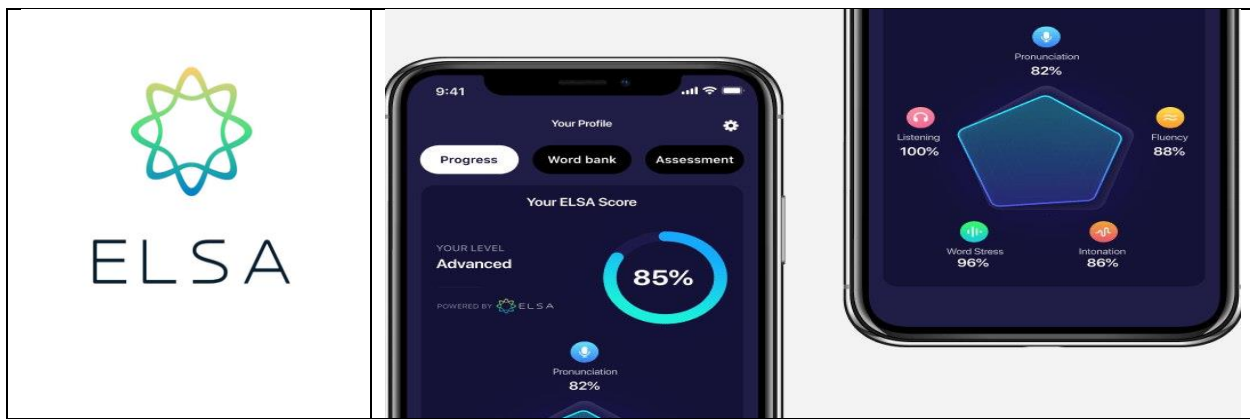 ELSA
9:41
Your Profile
Progress Word bank Assessment
Your ELSA Score
YOUR LEVEL
Advanced
85%
POWERED BY ELSA
Pronunciation
82%
Pronunciation
82%
Listening
100%
Fluency
88%
Word Stress
96%
Intonation
86%